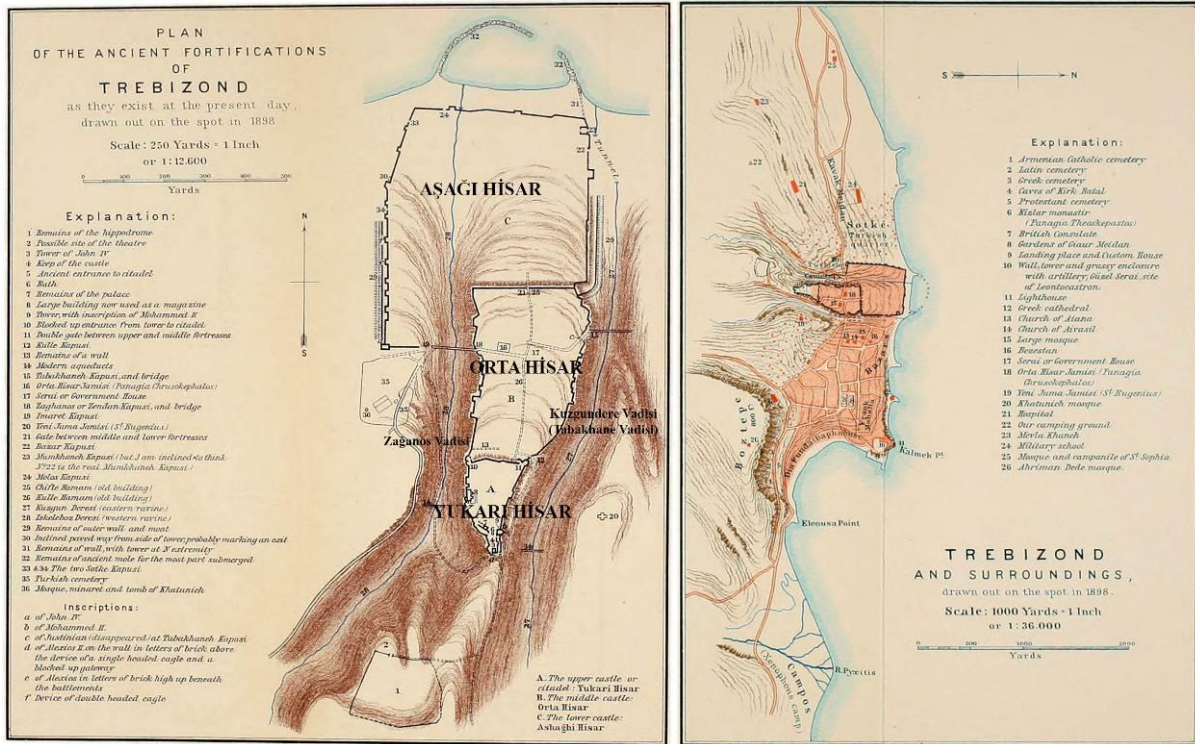 PLAN
OF THE ANCIENT FORTIFICATIONS
OF
TREBIZOND
as they exist at the present day,
drawn out on the spot in 1898.
Scale: 250 Yards = 1 Inch
or 1:12.600
Yards
Explanation:
1 Remains of the hippodrome
2 Possible site of the theatre
3 Tower of John IV
4 Keep of the castle
5 Ancient entrance to citadel
6 Bath
7 Remains of the palace
8 Large building now used as a magazine
9 Tower, with inscription of Mohammed II
10 Blocked up entrance from tower to citadel
11 Double gate between upper and middle fortresses
12 Kulle Kapusi
13 Remains of a wall
14 Modern aqueducts
15 Tabakhaneh Kapusi, and bridge
16 Orta Hisar Jamisi (Panagia Chrusokephalos)
17 Serai or Government House
18 Zaghanos or Zendan Kapusi, and bridge
19 Imaret Kapusi
20 Yeni Juma Jamisi (St Eugenius)
21 Gate between middle and lower fortresses
22 Bazar Kapusi
23 Mumkhaneh Kapusi (but I am inclined to think
Nº 22 is the real Mumkhaneh Kapusi.)
24 Molos Kapusi
25 Chifte Hamam (old building)
26 Kulle Hamam (old building)
27 Kuzgun Deresi (eastern ravine)
28 Iskeleboz Deresi (western ravine)
29 Remains of outer wall and moat
30 Inclined paved way from side of tower, probably marking an exit
31 Remains of wall, with tower at N extremity
32 Remains of ancient mole for the most part submerged
33 & 34 The two Sotke Kapusi
35 Turkish cemetery
36 Mosque, minaret and tomb of Khatunieh
Inscriptions:
a of John IV.
b of Mohammed II.
c of Justinian (disappeared) at Tabakhaneh Kapusi
d of Alexios II. on the wall in letters of brick above
the device of a single headed eagle and a
blocked up gateway
e of Alexios in letters of brick high up beneath
the battlements
f Device of double headed eagle
N
S
Tunnel
AŞAĞI HİSAR
C
ORTA HİSAR
B
Zağanos Vadisi
Kuzgundere Vadisi
(Tabakhane Vadisi)
A
YUKARI HİSAR
A. The upper castle or
citadel: Yukari Hisar
B. The middle castle:
Orta Hisar
C. The lower castle:
Ashaghi Hisar
S N
Explanation:
1 Armenian Catholic cemetery
2 Latin cemetery
3 Greek cemetery
4 Caves of Kirk Batal
5 Protestant cemetery
6 Kizlar monastir
(Panagia Theoskepastos)
7 British Consulate
8 Gardens of Giaur Meidan
9 Landing place and Custom House
10 Wall, tower and grassy enclosure
with artillery, Güzel Serai, site
of Leontocastron.
11 Lighthouse
12 Greek cathedral
13 Church of Aiana
14 Church of Aivasil
15 Large mosque
16 Bezestan
17 Serai or Government House
18 Orta Hisar Jamisi (Panagia
Chrusokephalos)
19 Yeni Juma Jamisi (St Eugenius)
20 Khatunieh mosque
21 Hospital
22 Our camping ground
23 Mevla Khaneh
24 Military school
25 Mosque and campanile of St Sophia
26 Ahriman Dede mosque.
Kavak Meidan
Sotke
Turkish
quarter
Bazars
Boztepe
800 ft
Kalmek Pt.
Eleousa Point
Campos
(Xenophons camp)
R. Pyxitis
TREBIZOND
AND SURROUNDINGS,
drawn out on the spot in 1898.
Scale: 1000 Yards = 1 Inch
or 1:36.000
0 1000 2000
Yards